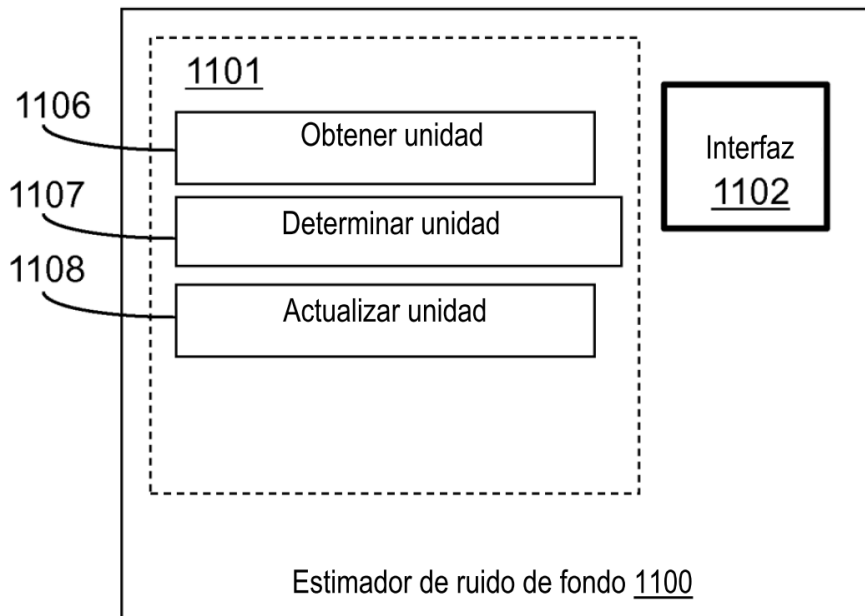 1101
1106
Obtener unidad
Interfaz
1102
1107
Determinar unidad
1108
Actualizar unidad
Estimador de ruido de fondo 1100